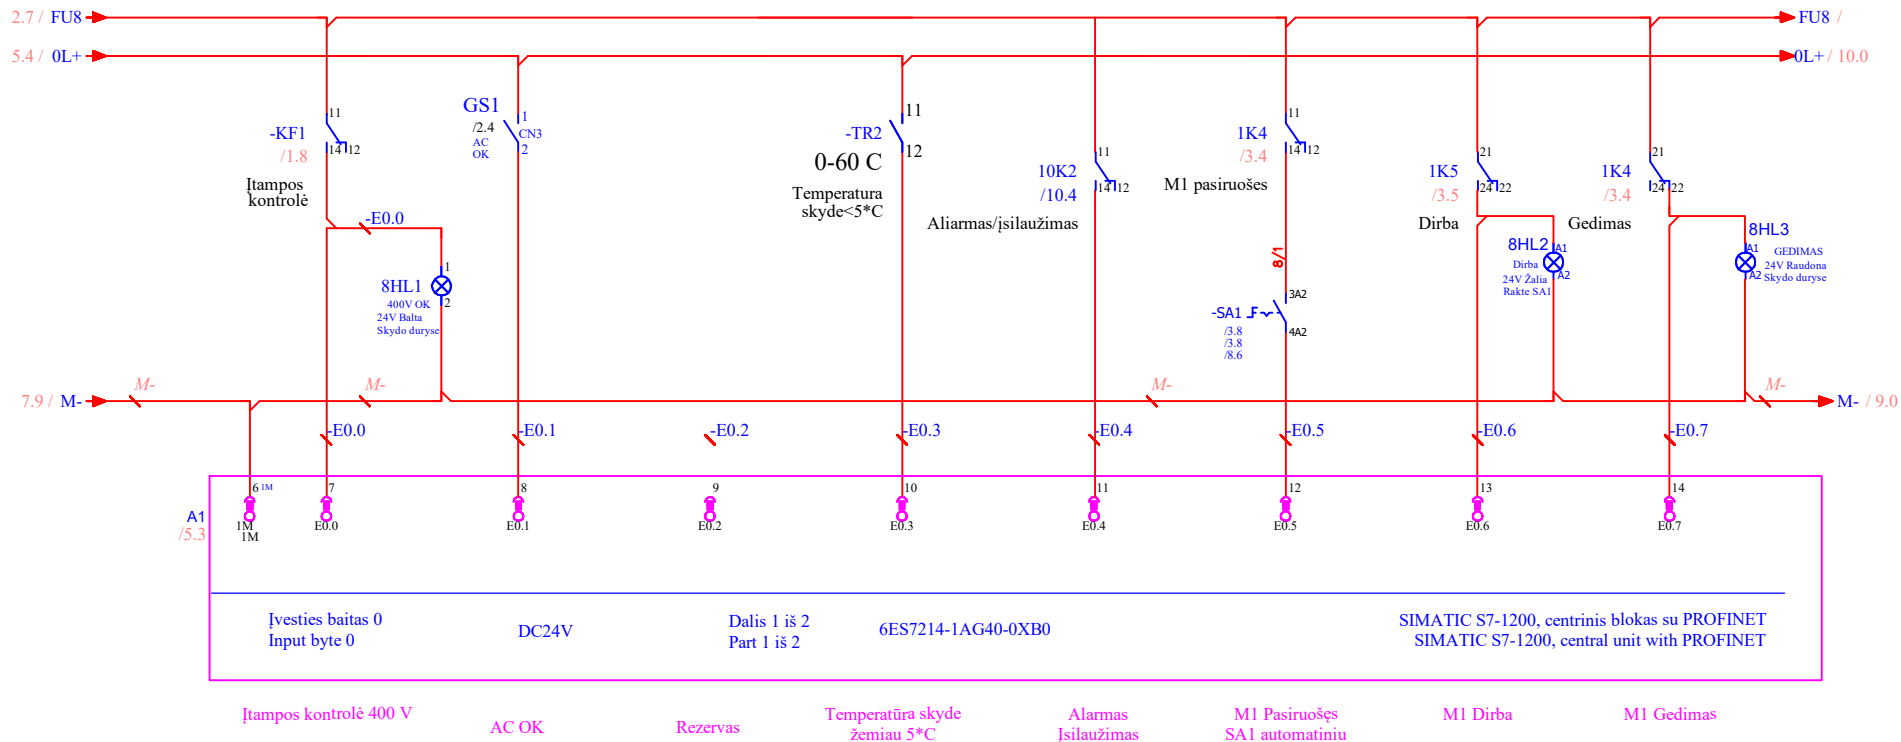 2.7 / FU8
FU8 /
5.4 / 0L+
0L+ / 10.0
-KF1
/1.8
11
14
12
Įtampos
kontrolė
-E0.0
8HL1
400V OK
24V Balta
Skydo duryse
1
2
GS1
/2.4
AC
OK
1
CN3
2
-TR2
0-60 C
11
12
Temperatura
skyde<5*C
10K2
/10.4
11
14
12
Aliarmas/įsilaužimas
1K4
/3.4
11
14
12
M1 pasiruošes
8/1
-SA1
/3.8
/3.8
/8.6
3A2
4A2
1K5
/3.5
21
24
22
Dirba
8HL2
Dirba
24V Žalia
Rakte SA1
A1
A2
1K4
/3.4
21
24
22
Gedimas
8HL3
GEDIMAS
24V Raudona
Skydo duryse
A1
A2
7.9 / M-
M-
M-
M-
M-
M- / 9.0
-E0.0
-E0.1
-E0.2
-E0.3
-E0.4
-E0.5
-E0.6
-E0.7
A1
/5.3
6 1M
7
8
9
10
11
12
13
14
1M
1M
E0.0
E0.1
E0.2
E0.3
E0.4
E0.5
E0.6
E0.7
Įvesties baitas 0
Input byte 0
DC24V
Dalis 1 iš 2
Part 1 iš 2
6ES7214-1AG40-0XB0
SIMATIC S7-1200, centrinis blokas su PROFINET
SIMATIC S7-1200, central unit with PROFINET
Įtampos kontrolė 400 V
AC OK
Rezervas
Temperatūra skyde
žemiau 5*C
Alarmas
Įsilaužimas
M1 Pasiruošęs
SA1 automatiniu
M1 Dirba
M1 Gedimas